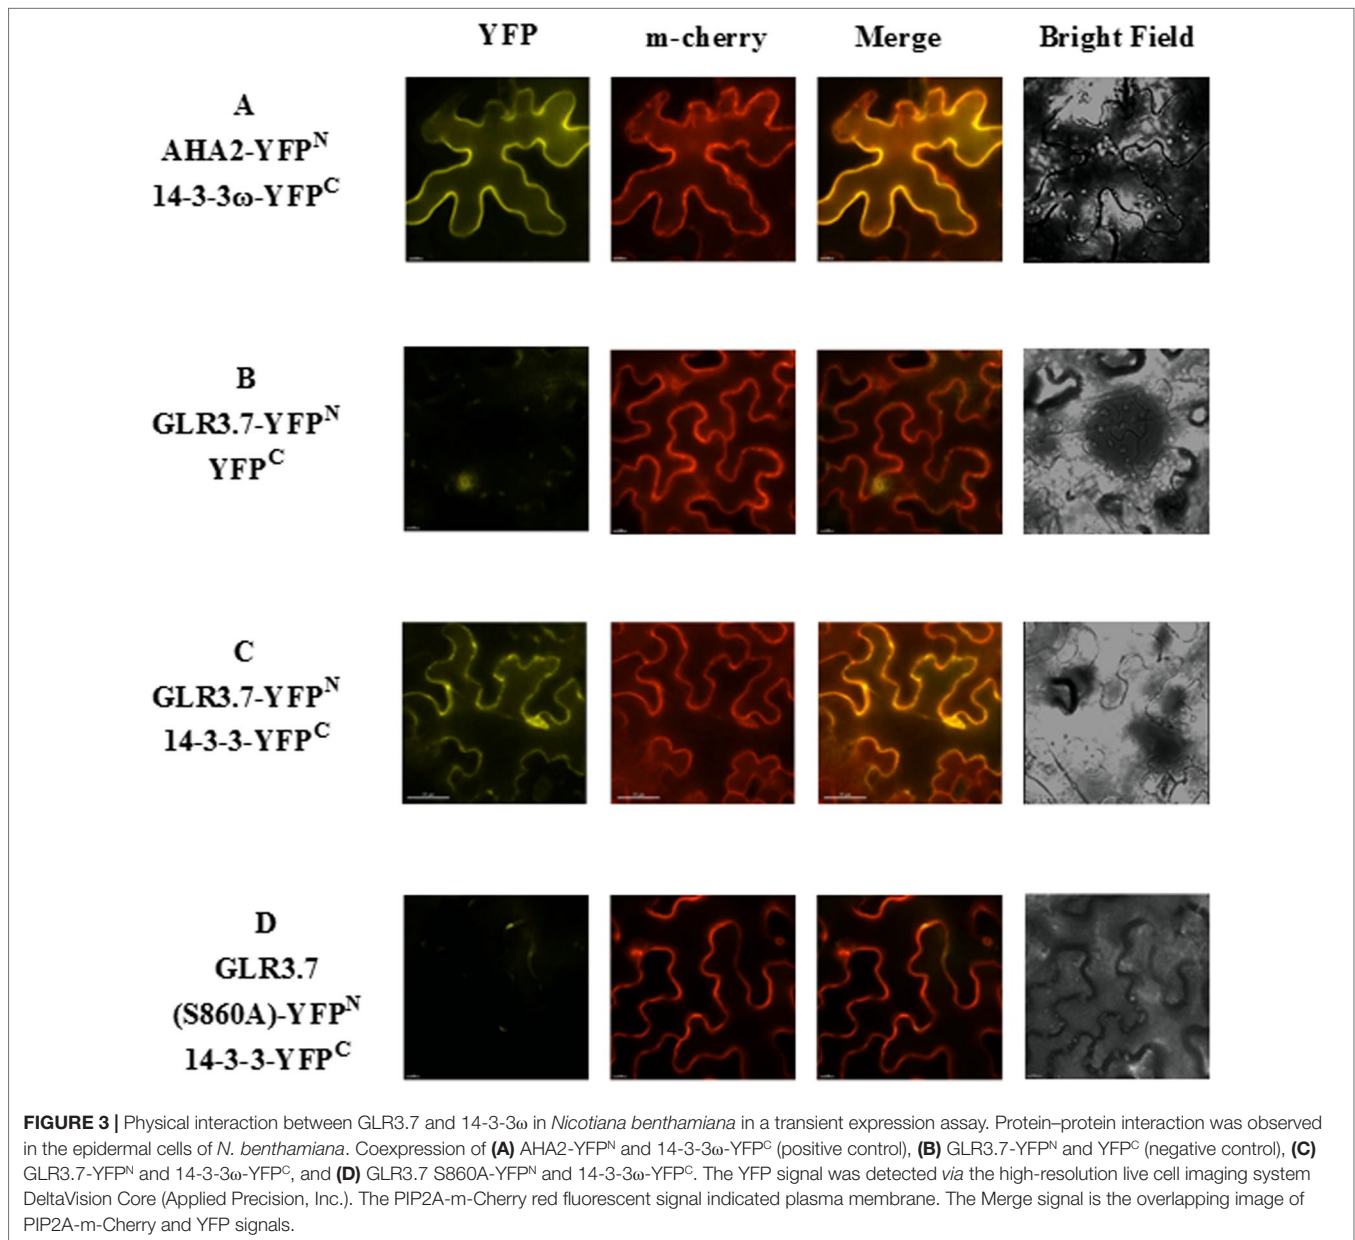 YFP m-cherry Merge Bright Field
A
AHA2-YFPᴺ
14-3-3ω-YFPᶜ
B
GLR3.7-YFPᴺ
YFPᶜ
C
GLR3.7-YFPᴺ
14-3-3-YFPᶜ
D
GLR3.7
(S860A)-YFPᴺ
14-3-3-YFPᶜ
FIGURE 3 | Physical interaction between GLR3.7 and 14-3-3ω in Nicotiana benthamiana in a transient expression assay. Protein–protein interaction was observed
in the epidermal cells of N. benthamiana. Coexpression of (A) AHA2-YFPᴺ and 14-3-3ω-YFPᶜ (positive control), (B) GLR3.7-YFPᴺ and YFPᶜ (negative control), (C)
GLR3.7-YFPᴺ and 14-3-3ω-YFPᶜ, and (D) GLR3.7 S860A-YFPᴺ and 14-3-3ω-YFPᶜ. The YFP signal was detected via the high-resolution live cell imaging system
DeltaVision Core (Applied Precision, Inc.). The PIP2A-m-Cherry red fluorescent signal indicated plasma membrane. The Merge signal is the overlapping image of
PIP2A-m-Cherry and YFP signals.